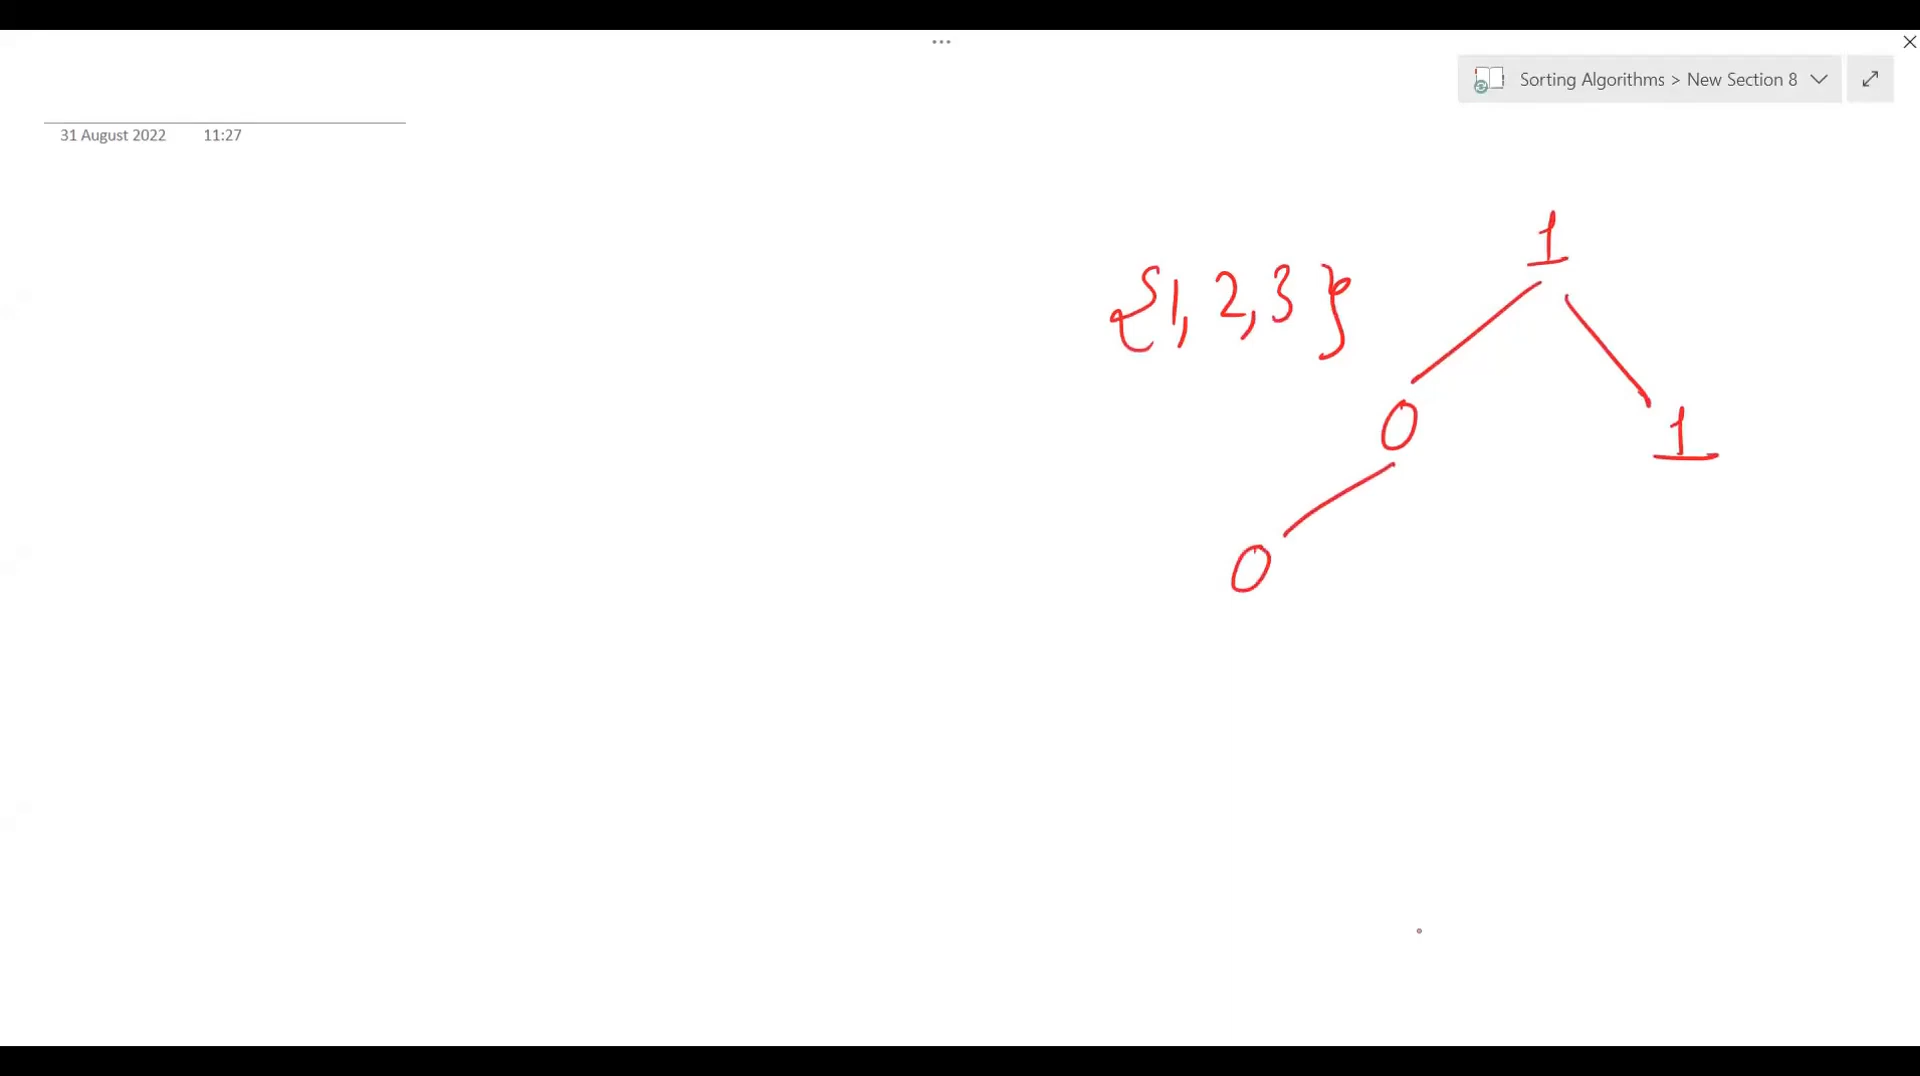 Sorting Algorithms > New Section 8
31 August 2022 11:27
1
{1, 2, 3}
0
1
0